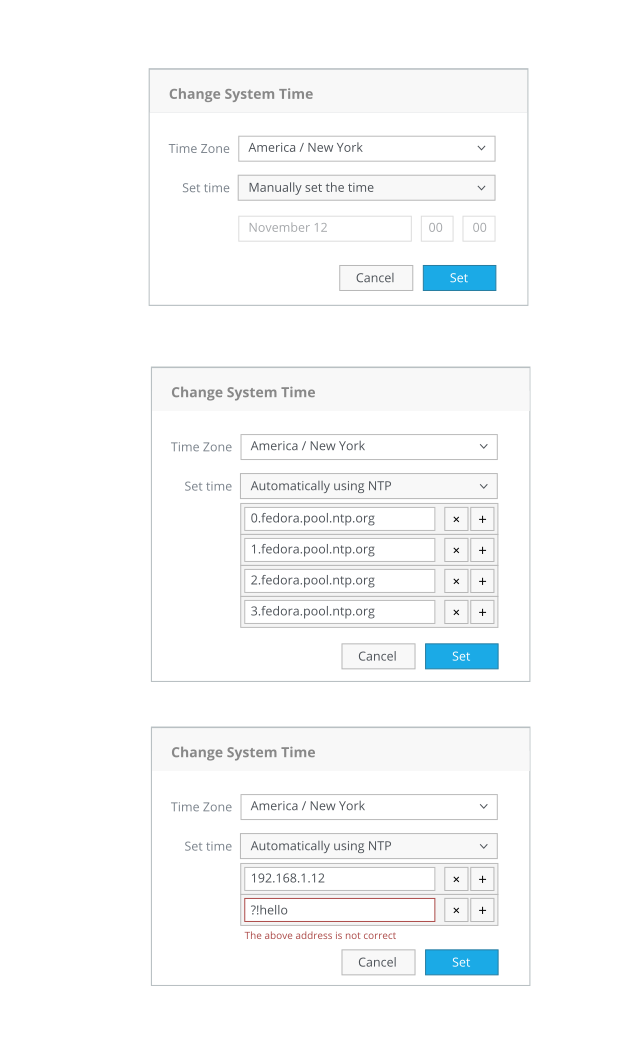 Change System Time
Time Zone America / New York
Set time Manually set the time
November 12 00 00
Cancel Set
Change System Time
Time Zone America / New York
Set time Automatically using NTP
0.fedora.pool.ntp.org × +
1.fedora.pool.ntp.org × +
2.fedora.pool.ntp.org × +
3.fedora.pool.ntp.org × +
Cancel Set
Change System Time
Time Zone America / New York
Set time Automatically using NTP
192.168.1.12 × +
?!hello × +
The above address is not correct
Cancel Set